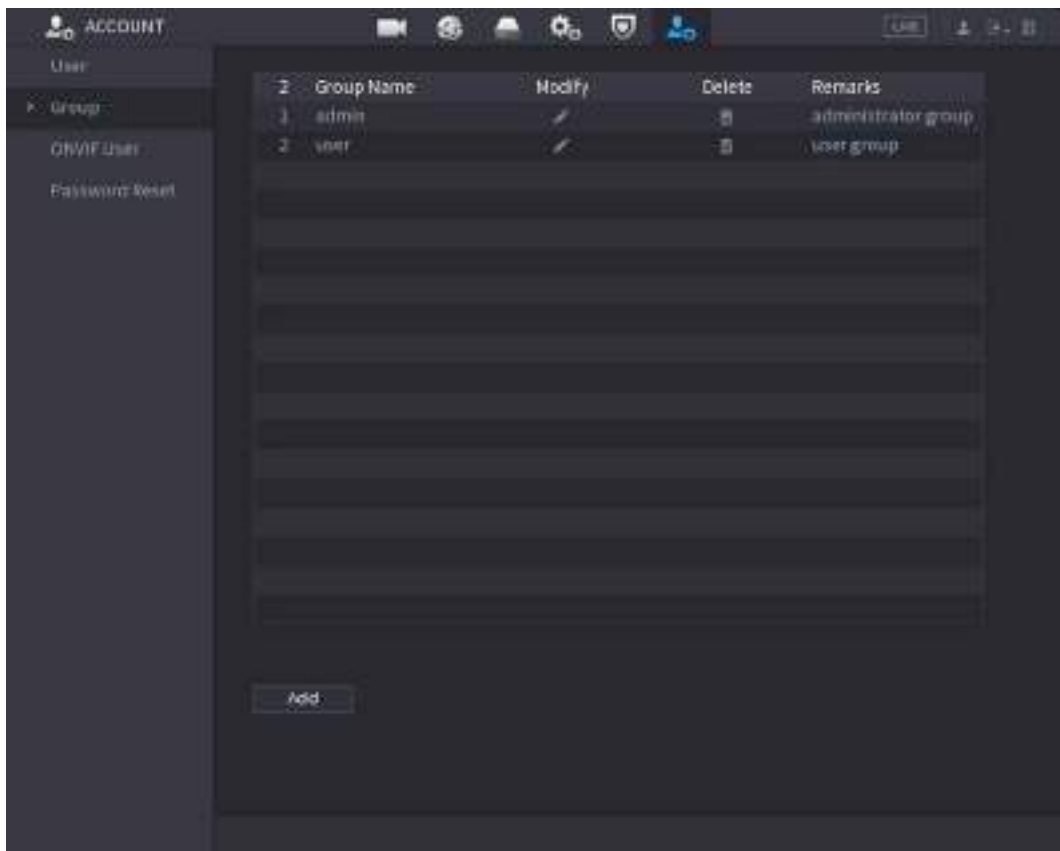 ACCOUNT
LIVE
User
Group
ONVIF User
Password Reset
2 Group Name Modify Delete Remarks
1 admin administrator group
2 user user group
Add